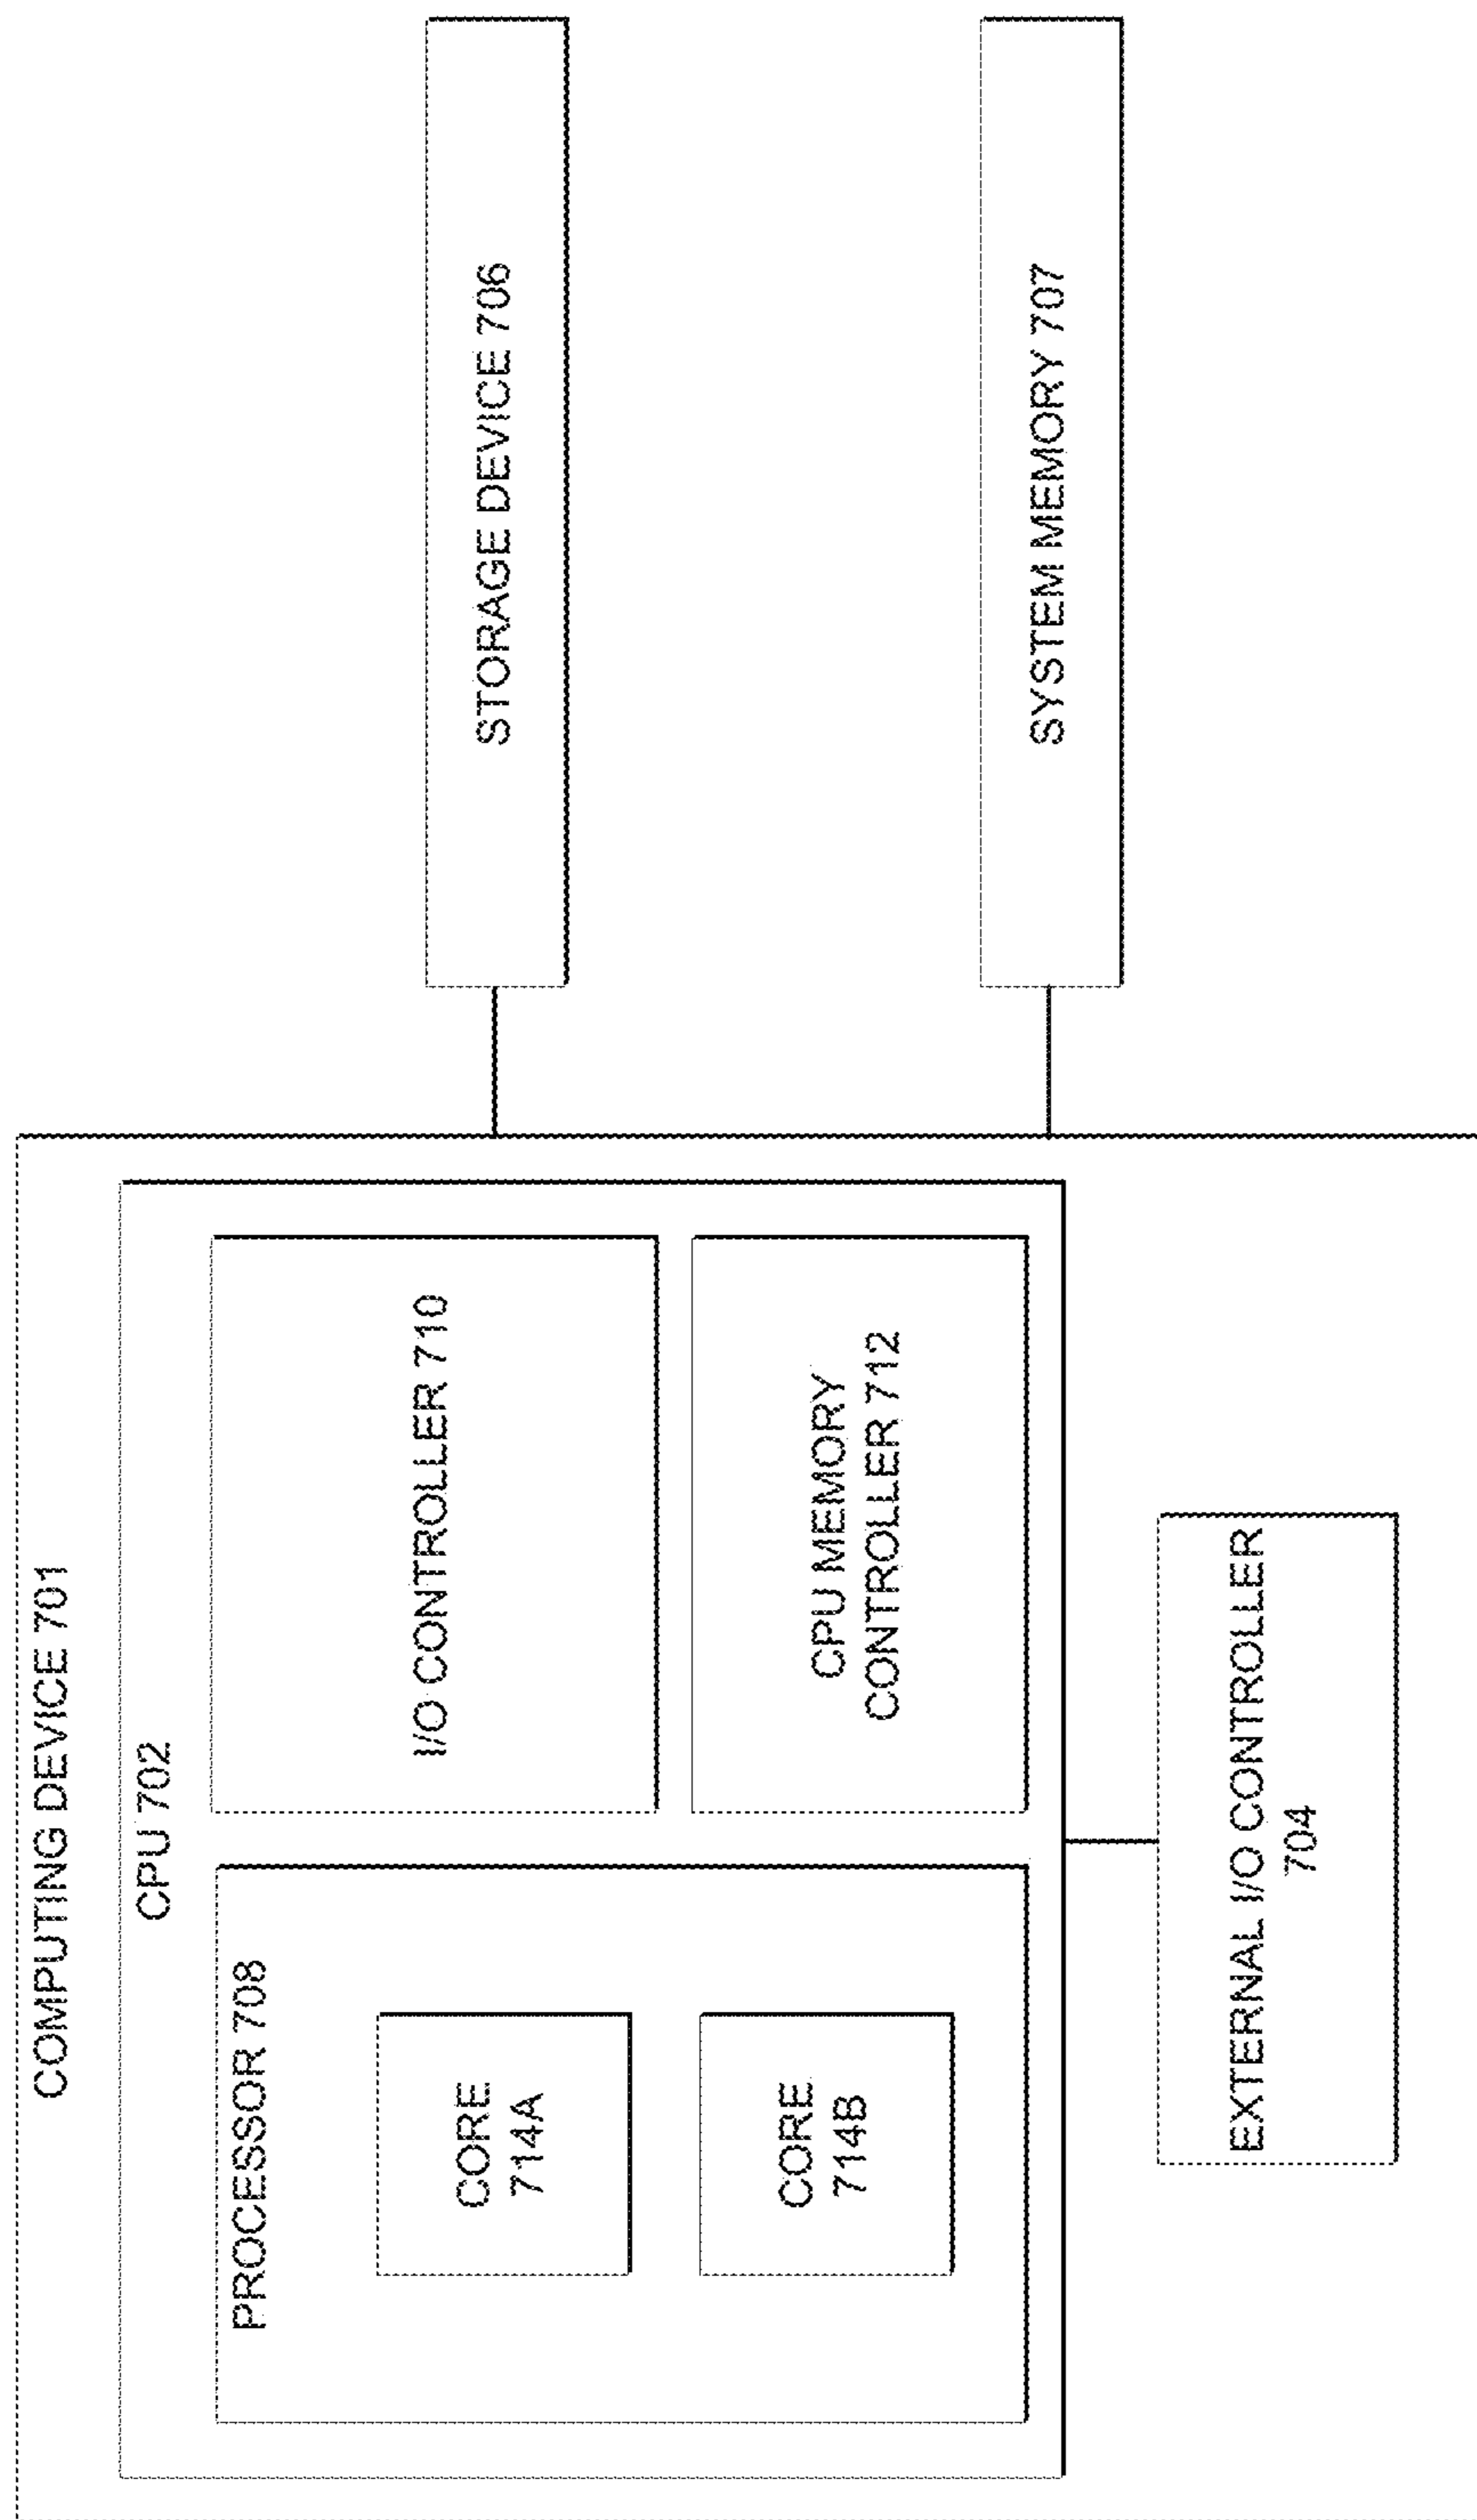 COMPUTING DEVICE 701
CPU 702
PROCESSOR 708
CORE
714A
CORE
714B
I/O CONTROLLER 710
CPU MEMORY
CONTROLLER 712
EXTERNAL I/O CONTROLLER
704
STORAGE DEVICE 706
SYSTEM MEMORY 707